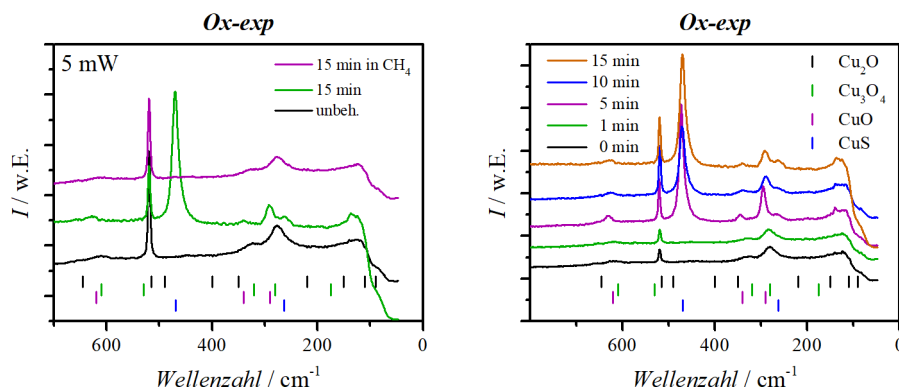 Ox-exp
5 mW
15 min in CH₄
15 min
unbeh.
I / w.E.
600 400 200 0
Wellenzahl / cm⁻¹
Ox-exp
15 min
10 min
5 min
1 min
0 min
Cu₂O
Cu₃O₄
CuO
CuS
I / w.E.
600 400 200 0
Wellenzahl / cm⁻¹